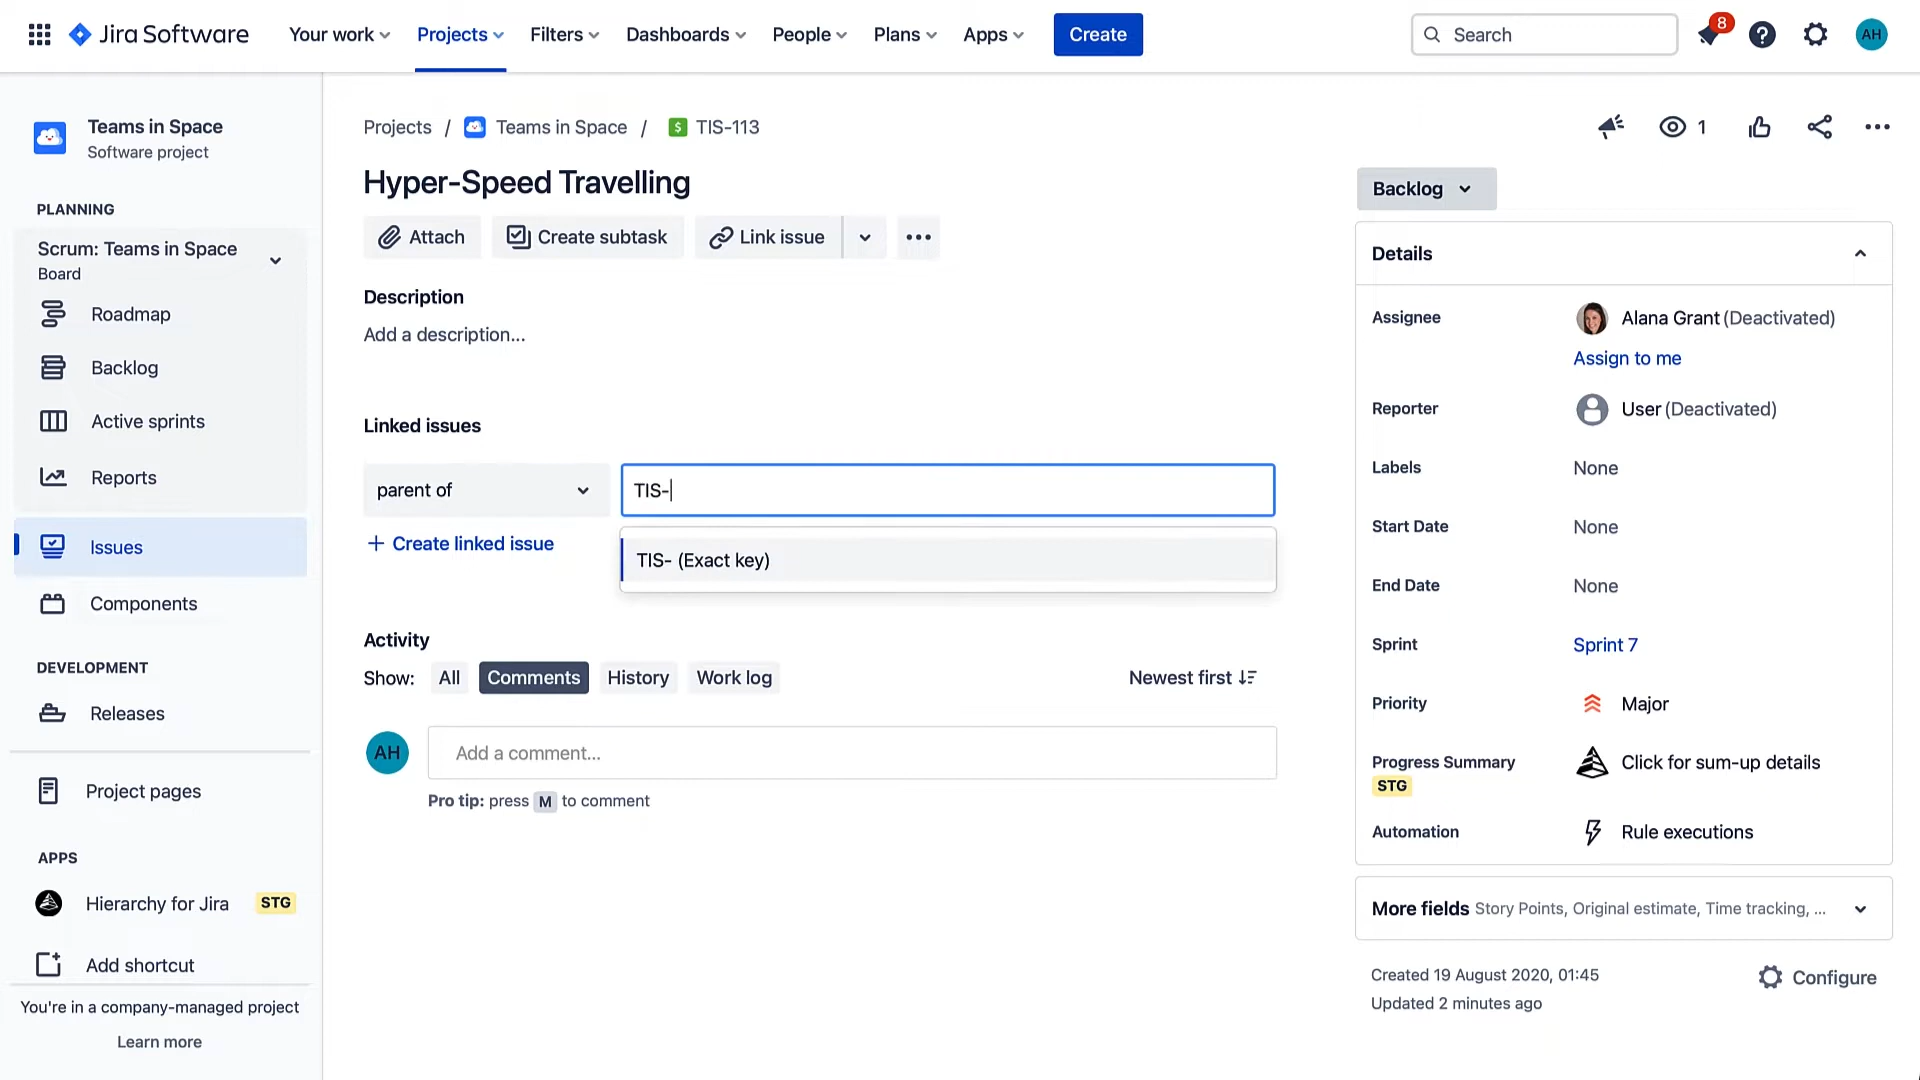 Jira Software
Your work
Projects
Filters
Dashboards
People
Plans
Apps
Create
Search
8
AH
Teams in Space
Software project
PLANNING
Scrum: Teams in Space
Board
Roadmap
Backlog
Active sprints
Reports
Issues
Components
DEVELOPMENT
Releases
Project pages
APPS
Hierarchy for Jira STG
Add shortcut
You're in a company-managed project
Learn more
Projects / Teams in Space / $ TIS-113
1
Hyper-Speed Travelling
Attach
Create subtask
Link issue
Description
Add a description...
Linked issues
parent of
TIS-
TIS- (Exact key)
+ Create linked issue
Activity
Show: All Comments History Work log
Newest first
AH
Add a comment...
Pro tip: press M to comment
Backlog
Details
Assignee
Alana Grant (Deactivated)
Assign to me
Reporter
User (Deactivated)
Labels
None
Start Date
None
End Date
None
Sprint
Sprint 7
Priority
Major
Progress Summary
STG
Click for sum-up details
Automation
Rule executions
More fields Story Points, Original estimate, Time tracking, ...
Created 19 August 2020, 01:45
Updated 2 minutes ago
Configure